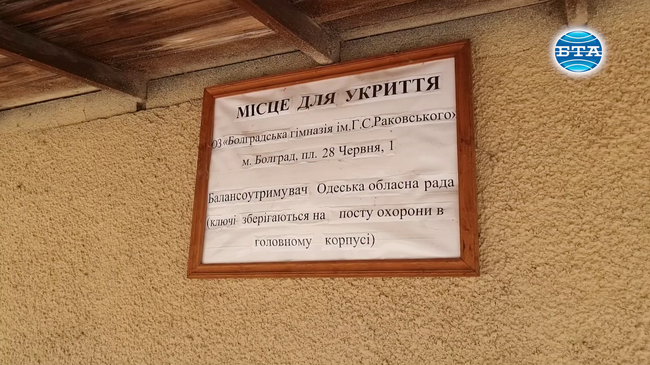 БТА
МІСЦЕ ДЛЯ УКРИТТЯ
ОЗ«Болградська гімназія ім.Г.С.Раковського»
м. Болград, пл. 28 Червня, 1
Балансоутримувач Одеська обласна рада
(ключі зберігаються на посту охорони в
головному корпусі)